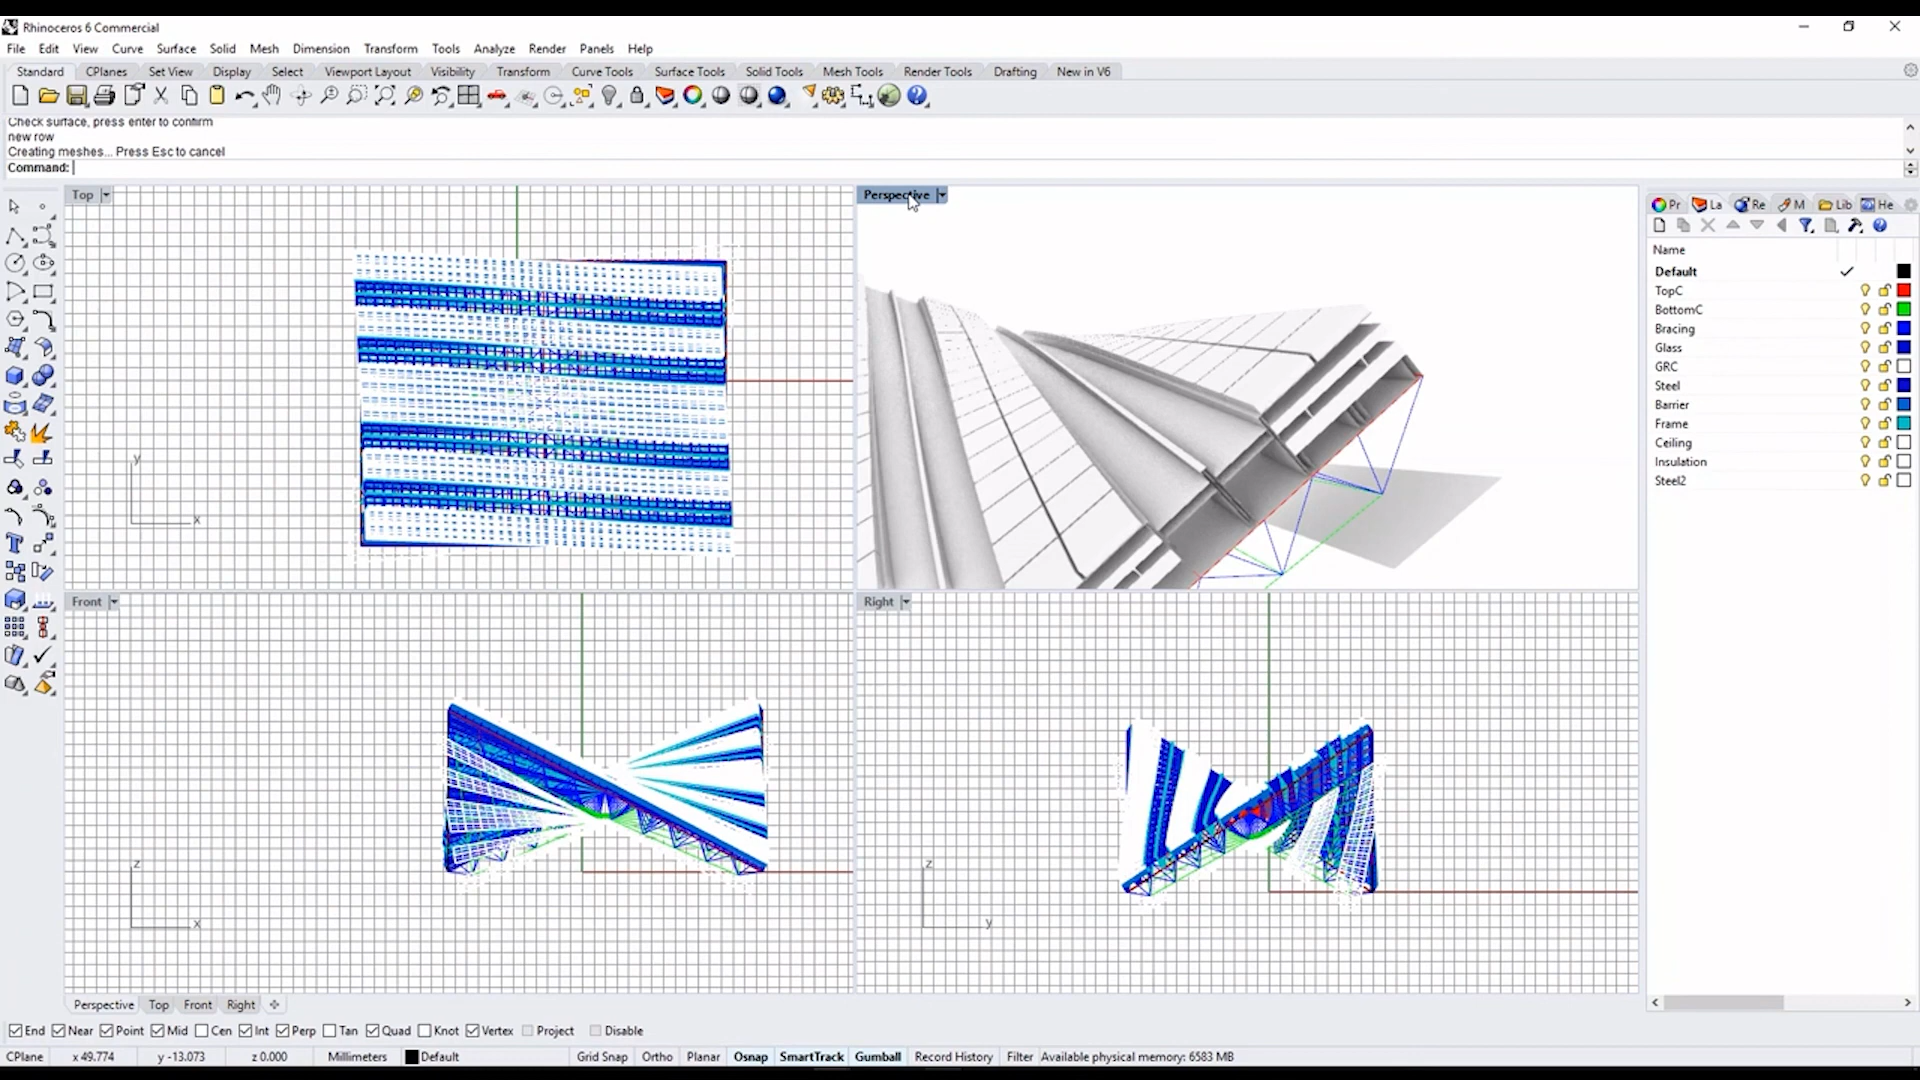 Rhinoceros 6 Commercial
File Edit View Curve Surface Solid Mesh Dimension Transform Tools Analyze Render Panels Help
Standard CPlanes Set View Display Select Viewport Layout Visibility Transform Curve Tools Surface Tools Solid Tools Mesh Tools Render Tools Drafting New in V6
Check surface, press enter to confirm
new row
Creating meshes... Press Esc to cancel
Command:
Top
Perspective
Pr La Re M Lib He
Name
Default
TopC
BottomC
Bracing
Glass
GRC
Steel
Barrier
Frame
Ceiling
Insulation
Steel2
y
x
Front
Right
z
x
z
y
Perspective Top Front Right
End Near Point Mid Cen Int Perp Tan Quad Knot Vertex Project Disable
CPlane x 49.774 y -13.073 z 0.000 Millimeters Default Grid Snap Ortho Planar Osnap SmartTrack Gumball Record History Filter Available physical memory: 6583 MB